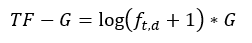 TF − G = log(f_{t,d} + 1) * G